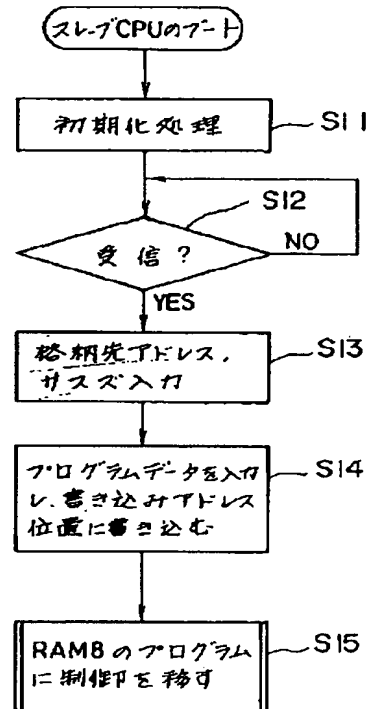 スレーブCPUのブート
初期化処理
S11
S12
受信?
NO
YES
格納先アドレス,
サイズ入力
S13
プログラムデータを入力
し、書き込みアドレス
位置に書き込む
S14
RAM8のプログラム
に制御を移す
S15